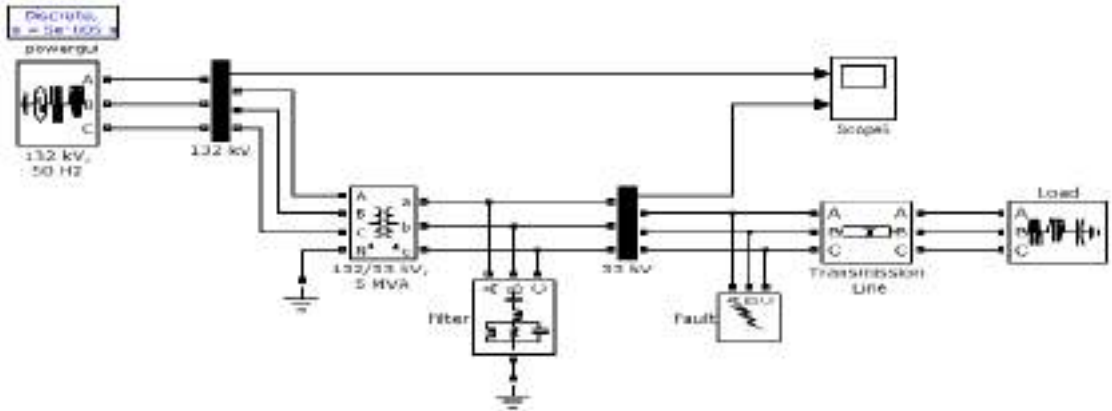 Discrete,
powergui
A
B
C
132 kV,
50 Hz
132 kV
Scope1
A
B
C
N
a
b
c
132/33 kV,
5 MVA
33 kV
A B C
Filter
A B C
Fault
A
B
C
A
B
C
Transmission
Line
Load
A
B
C